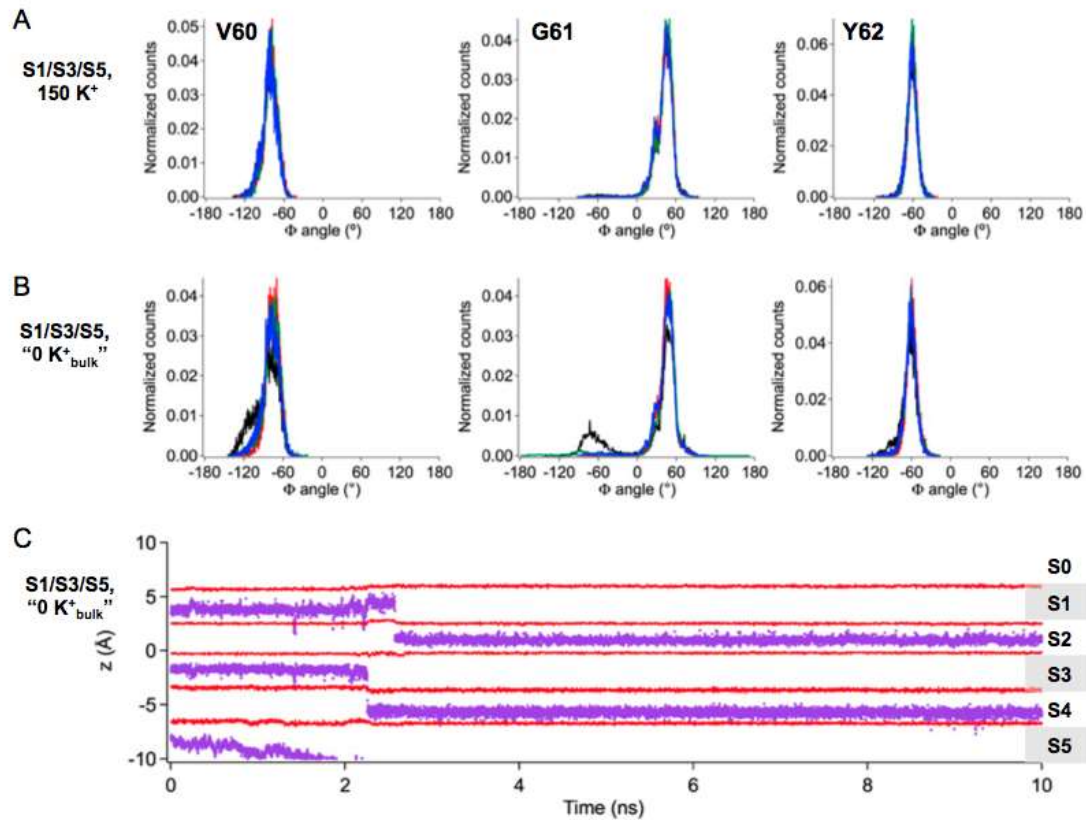 A
S1/S3/S5,
150 K⁺
V60
G61
Y62
Normalized counts
0.05
0.04
0.03
0.02
0.01
0.00
-180 -120 -60 0 60 120 180
Φ angle (º)
Normalized counts
0.04
0.03
0.02
0.01
0.00
-180 -120 -60 0 60 120 180
Φ angle (º)
Normalized counts
0.06
0.04
0.02
0.00
-180 -120 -60 0 60 120 180
Φ angle (º)
B
S1/S3/S5,
“0 K⁺bulk”
Normalized counts
0.04
0.03
0.02
0.01
0.00
-180 -120 -60 0 60 120 180
Φ angle (°)
Normalized counts
0.04
0.03
0.02
0.01
0.00
-180 -120 -60 0 60 120 180
Φ angle (°)
Normalized counts
0.06
0.04
0.02
0.00
-180 -120 -60 0 60 120 180
Φ angle (°)
C
S1/S3/S5,
“0 K⁺bulk”
z (Å)
10
5
0
-5
-10
0 2 4 6 8 10
Time (ns)
S0
S1
S2
S3
S4
S5